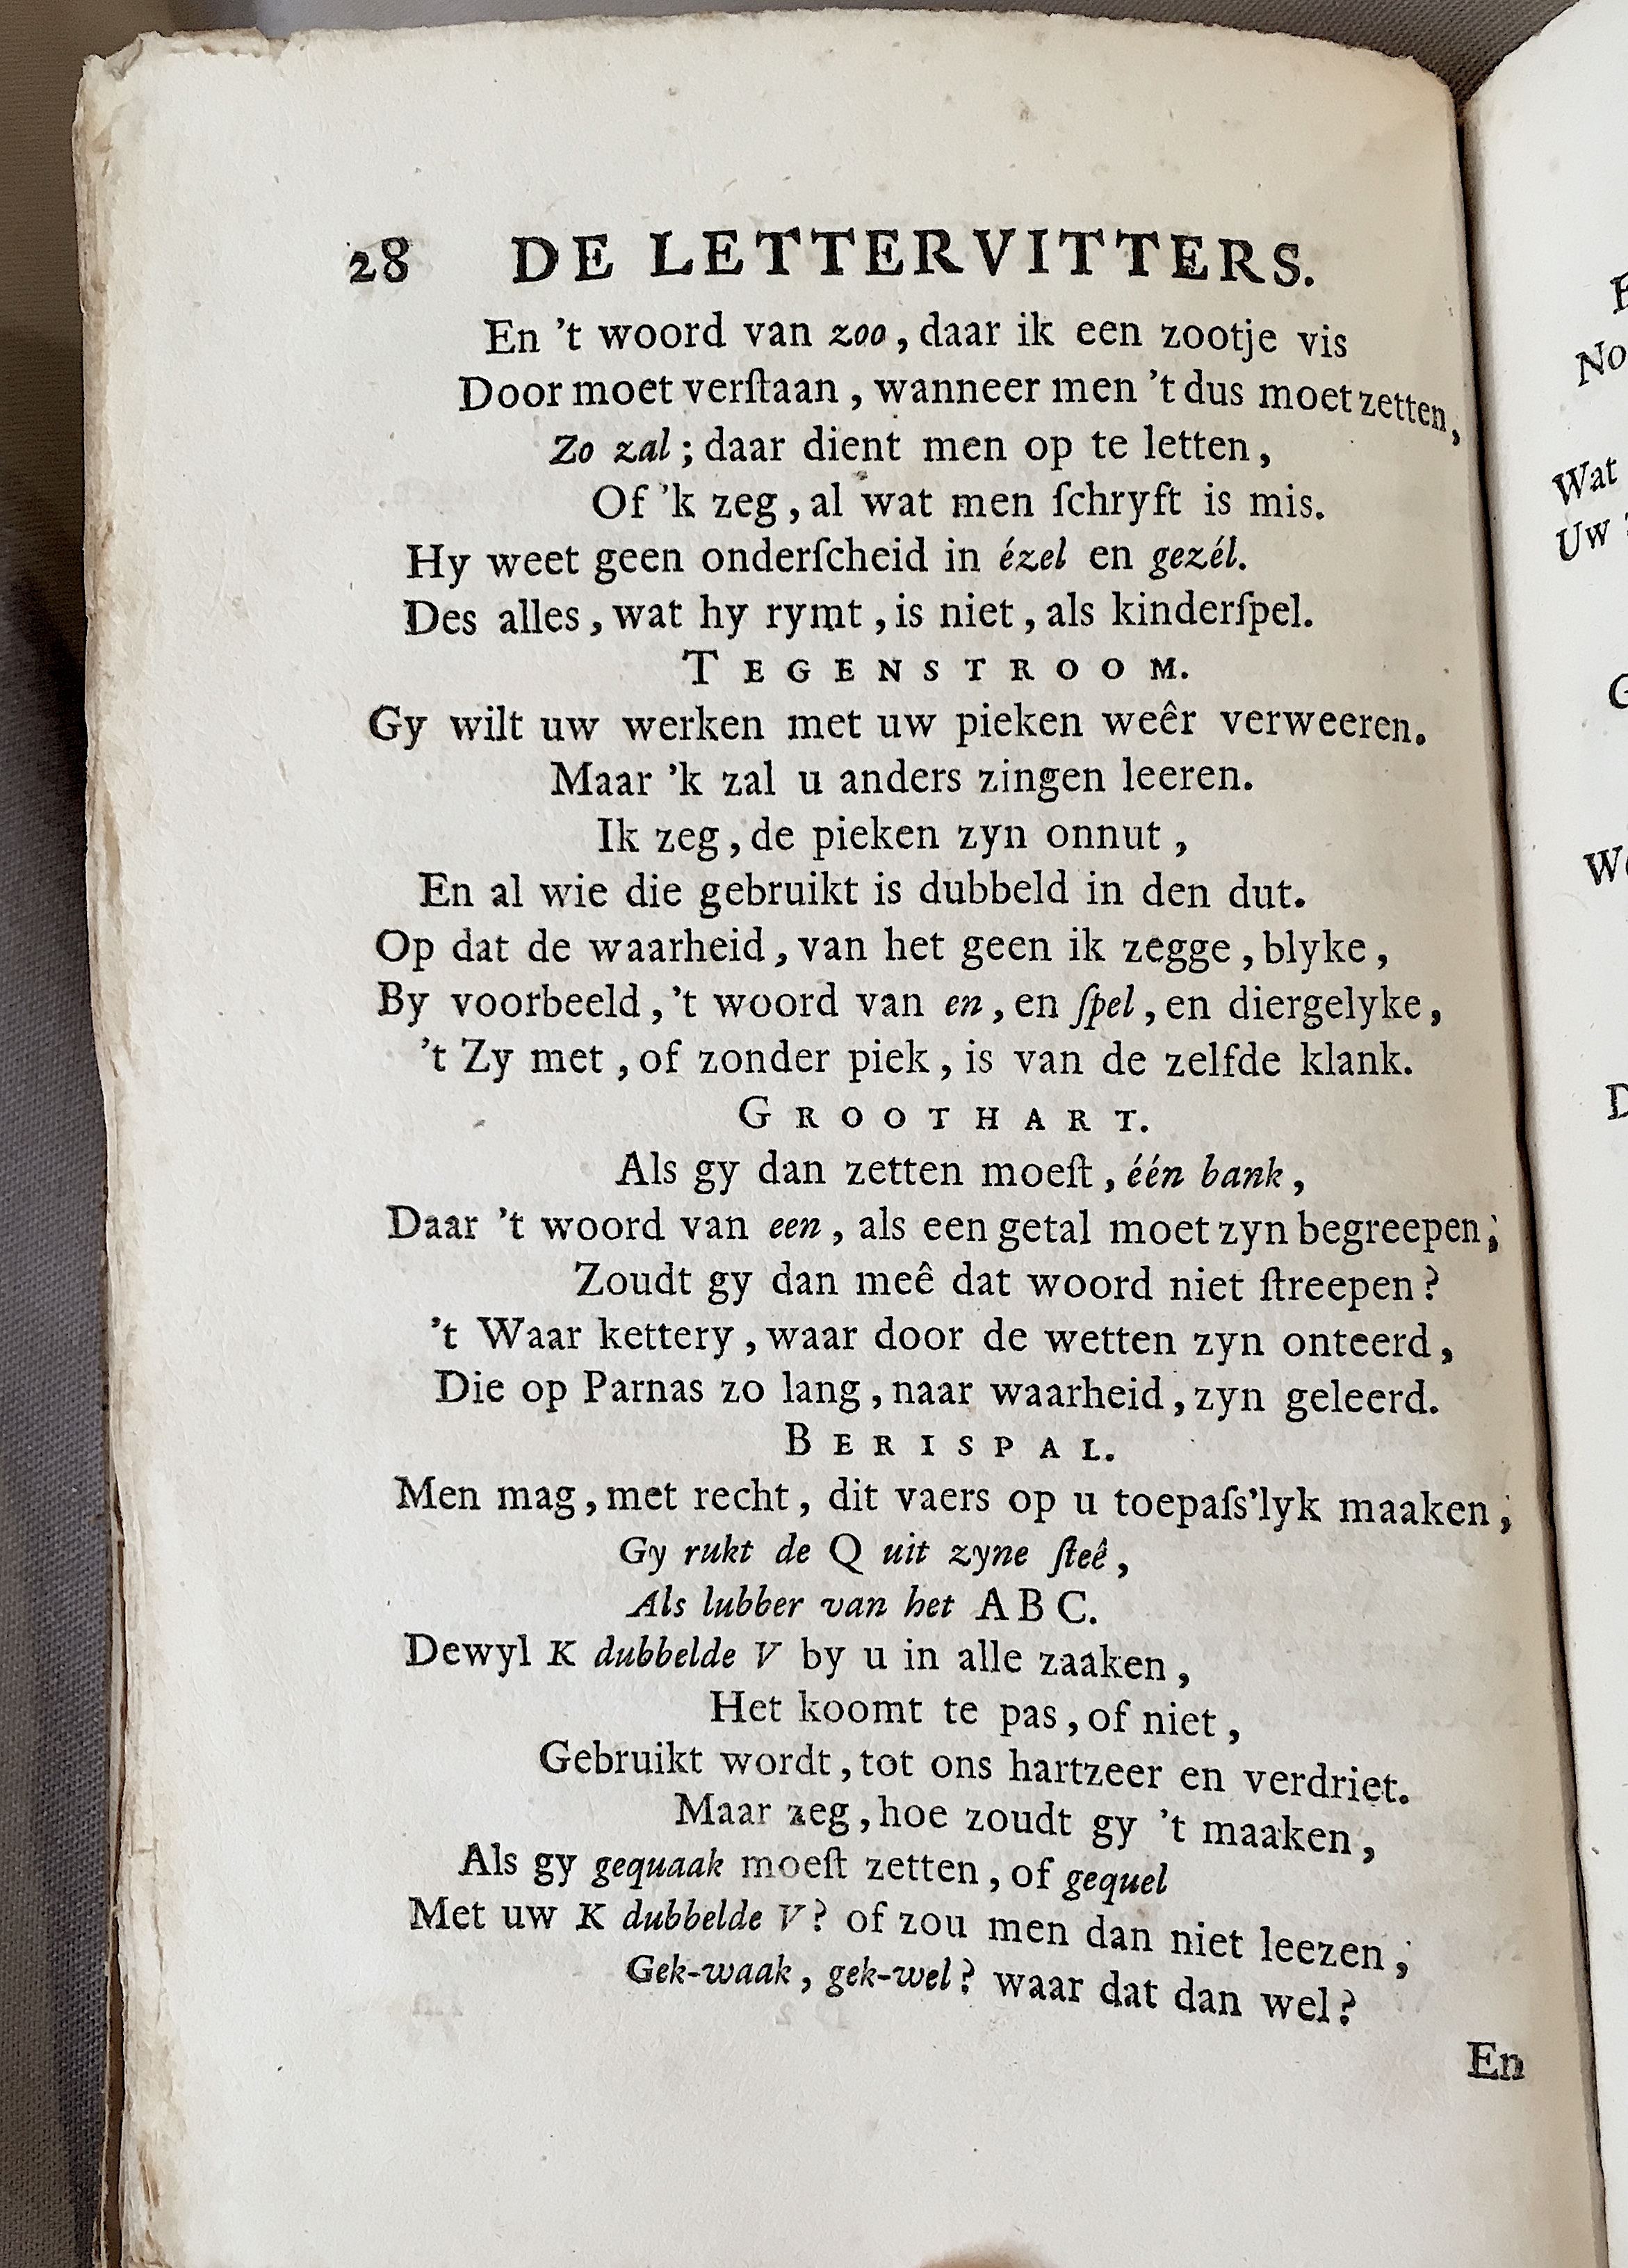 28 DE LETTERVITTERS.
En 't woord van zoo, daar ik een zootje vis
Door moet verſtaan, wanneer men 't dus moet zetten,
Zo zal; daar dient men op te letten,
Of 'k zeg, al wat men ſchryft is mis.
Hy weet geen onderſcheid in ézel en gezél.
Des alles, wat hy rymt, is niet, als kinderſpel.
TEGENSTROOM.
Gy wilt uw werken met uw pieken weêr verweeren.
Maar 'k zal u anders zingen leeren.
Ik zeg, de pieken zyn onnut,
En al wie die gebruikt is dubbeld in den dut.
Op dat de waarheid, van het geen ik zegge, blyke,
By voorbeeld, 't woord van en, en ſpel, en diergelyke,
't Zy met, of zonder piek, is van de zelfde klank.
GROOTHART.
Als gy dan zetten moeſt, één bank,
Daar 't woord van een, als een getal moet zyn begreepen;
Zoudt gy dan meê dat woord niet ſtreepen?
't Waar kettery, waar door de wetten zyn onteerd,
Die op Parnas zo lang, naar waarheid, zyn geleerd.
BERISPAL.
Men mag, met recht, dit vaers op u toepaſs'lyk maaken;
Gy rukt de Q uit zyne ſteê,
Als lubber van het A B C.
Dewyl K dubbelde V by u in alle zaaken,
Het koomt te pas, of niet,
Gebruikt wordt, tot ons hartzeer en verdriet.
Maar zeg, hoe zoudt gy 't maaken,
Als gy gequaak moeſt zetten, of gequel
Met uw K dubbelde V? of zou men dan niet leezen;
Gek-waak, gek-wel? waar dat dan wel?
En
No
Wat
Uw